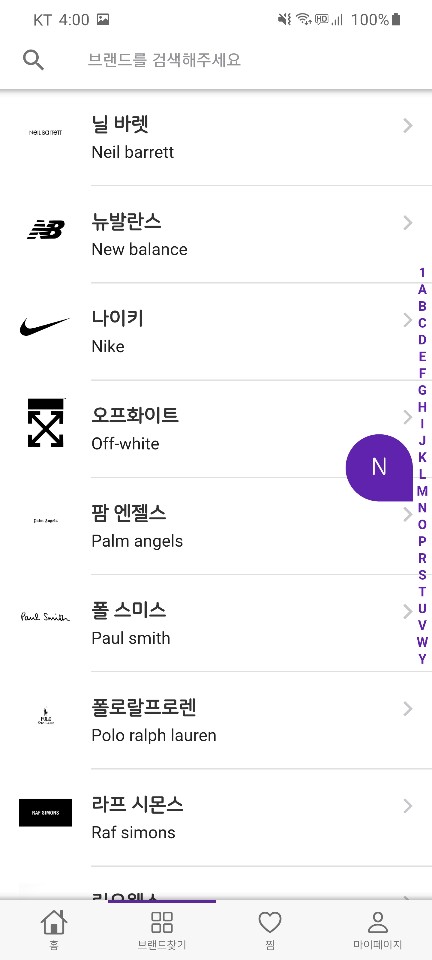 KT 4:00 100%
브랜드를 검색해주세요
Neil Barrett
닐 바렛
Neil barrett
NB
뉴발란스
New balance
나이키
Nike
오프화이트
Off-white
Palm Angels
팜 엔젤스
Palm angels
Paul Smith
폴 스미스
Paul smith
POLO
폴로랄프로렌
Polo ralph lauren
RAF SIMONS
라프 시몬스
Raf simons
1
A
B
C
D
E
F
G
H
I
J
K
L
M
N
O
P
R
S
T
U
V
W
Y
N
홈
브랜드찾기
찜
마이페이지